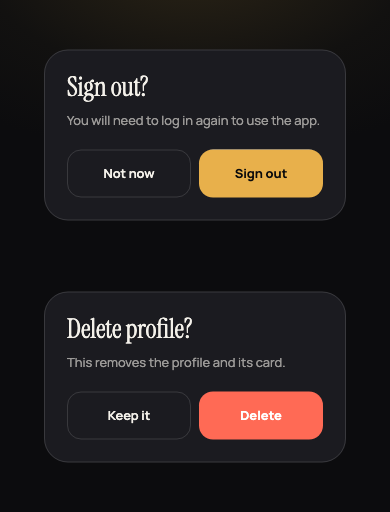 Sign out?
You will need to log in again to use the app.
Not now
Sign out
Delete profile?
This removes the profile and its card.
Keep it
Delete